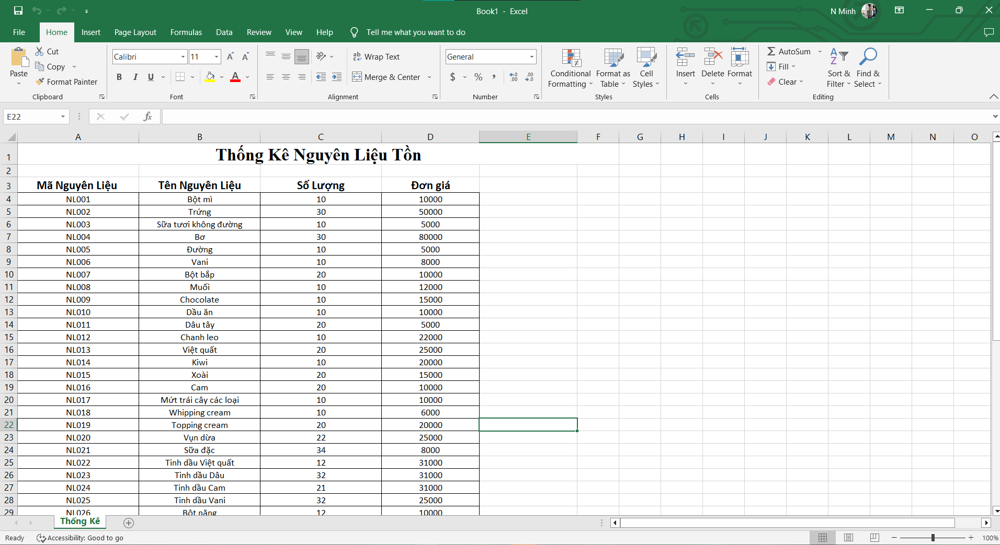 Book1 - Excel
N Minh
File Home Insert Page Layout Formulas Data Review View Help Tell me what you want to do
Paste
Cut
Copy
Format Painter
Clipboard
Calibri 11
B I U
Font
Wrap Text
Merge & Center
Alignment
General
$ % ,
Number
Conditional Formatting
Format as Table
Cell Styles
Styles
Insert Delete Format
Cells
AutoSum
Fill
Clear
Sort & Filter
Find & Select
Editing
E22 fx
A B C D E F G H I J K L M N O
1 Thống Kê Nguyên Liệu Tồn
2
3 Mã Nguyên Liệu Tên Nguyên Liệu Số Lượng Đơn giá
4 NL001 Bột mì 10 10000
5 NL002 Trứng 30 50000
6 NL003 Sữa tươi không đường 10 5000
7 NL004 Bơ 30 80000
8 NL005 Đường 10 5000
9 NL006 Vani 10 8000
10 NL007 Bột bắp 20 10000
11 NL008 Muối 10 12000
12 NL009 Chocolate 10 15000
13 NL010 Dầu ăn 10 10000
14 NL011 Dâu tây 20 5000
15 NL012 Chanh leo 10 22000
16 NL013 Việt quất 20 25000
17 NL014 Kiwi 10 20000
18 NL015 Xoài 20 15000
19 NL016 Cam 20 10000
20 NL017 Mứt trái cây các loại 10 10000
21 NL018 Whipping cream 10 6000
22 NL019 Topping cream 20 20000
23 NL020 Vụn dừa 22 25000
24 NL021 Sữa đặc 34 8000
25 NL022 Tinh dầu Việt quất 12 31000
26 NL023 Tinh dầu Dâu 32 31000
27 NL024 Tinh dầu Cam 21 31000
28 NL025 Tinh dầu Vani 32 25000
29 NL026 Bột năng 12 10000
Thống Kê
Ready Accessibility: Good to go 100%